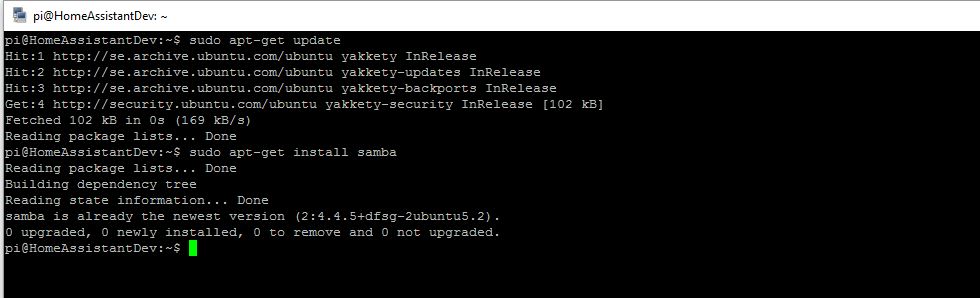 pi@HomeAssistantDev: ~
pi@HomeAssistantDev:~$ sudo apt-get update
Hit:1 http://se.archive.ubuntu.com/ubuntu yakkety InRelease
Hit:2 http://se.archive.ubuntu.com/ubuntu yakkety-updates InRelease
Hit:3 http://se.archive.ubuntu.com/ubuntu yakkety-backports InRelease
Get:4 http://security.ubuntu.com/ubuntu yakkety-security InRelease [102 kB]
Fetched 102 kB in 0s (169 kB/s)
Reading package lists... Done
pi@HomeAssistantDev:~$ sudo apt-get install samba
Reading package lists... Done
Building dependency tree
Reading state information... Done
samba is already the newest version (2:4.4.5+dfsg-2ubuntu5.2).
0 upgraded, 0 newly installed, 0 to remove and 0 not upgraded.
pi@HomeAssistantDev:~$